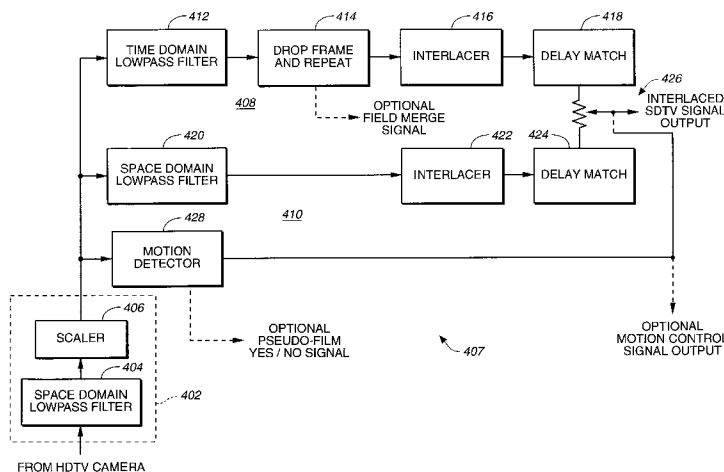 412
TIME DOMAIN
LOWPASS FILTER
414
DROP FRAME
AND REPEAT
416
INTERLACER
418
DELAY MATCH
408
OPTIONAL
FIELD MERGE
SIGNAL
426
INTERLACED
SDTV SIGNAL
OUTPUT
420
SPACE DOMAIN
LOWPASS FILTER
422
INTERLACER
424
DELAY MATCH
410
428
MOTION
DETECTOR
OPTIONAL
PSEUDO-FILM
YES / NO SIGNAL
407
OPTIONAL
MOTION CONTROL
SIGNAL OUTPUT
406
SCALER
404
SPACE DOMAIN
LOWPASS FILTER
402
FROM HDTV CAMERA